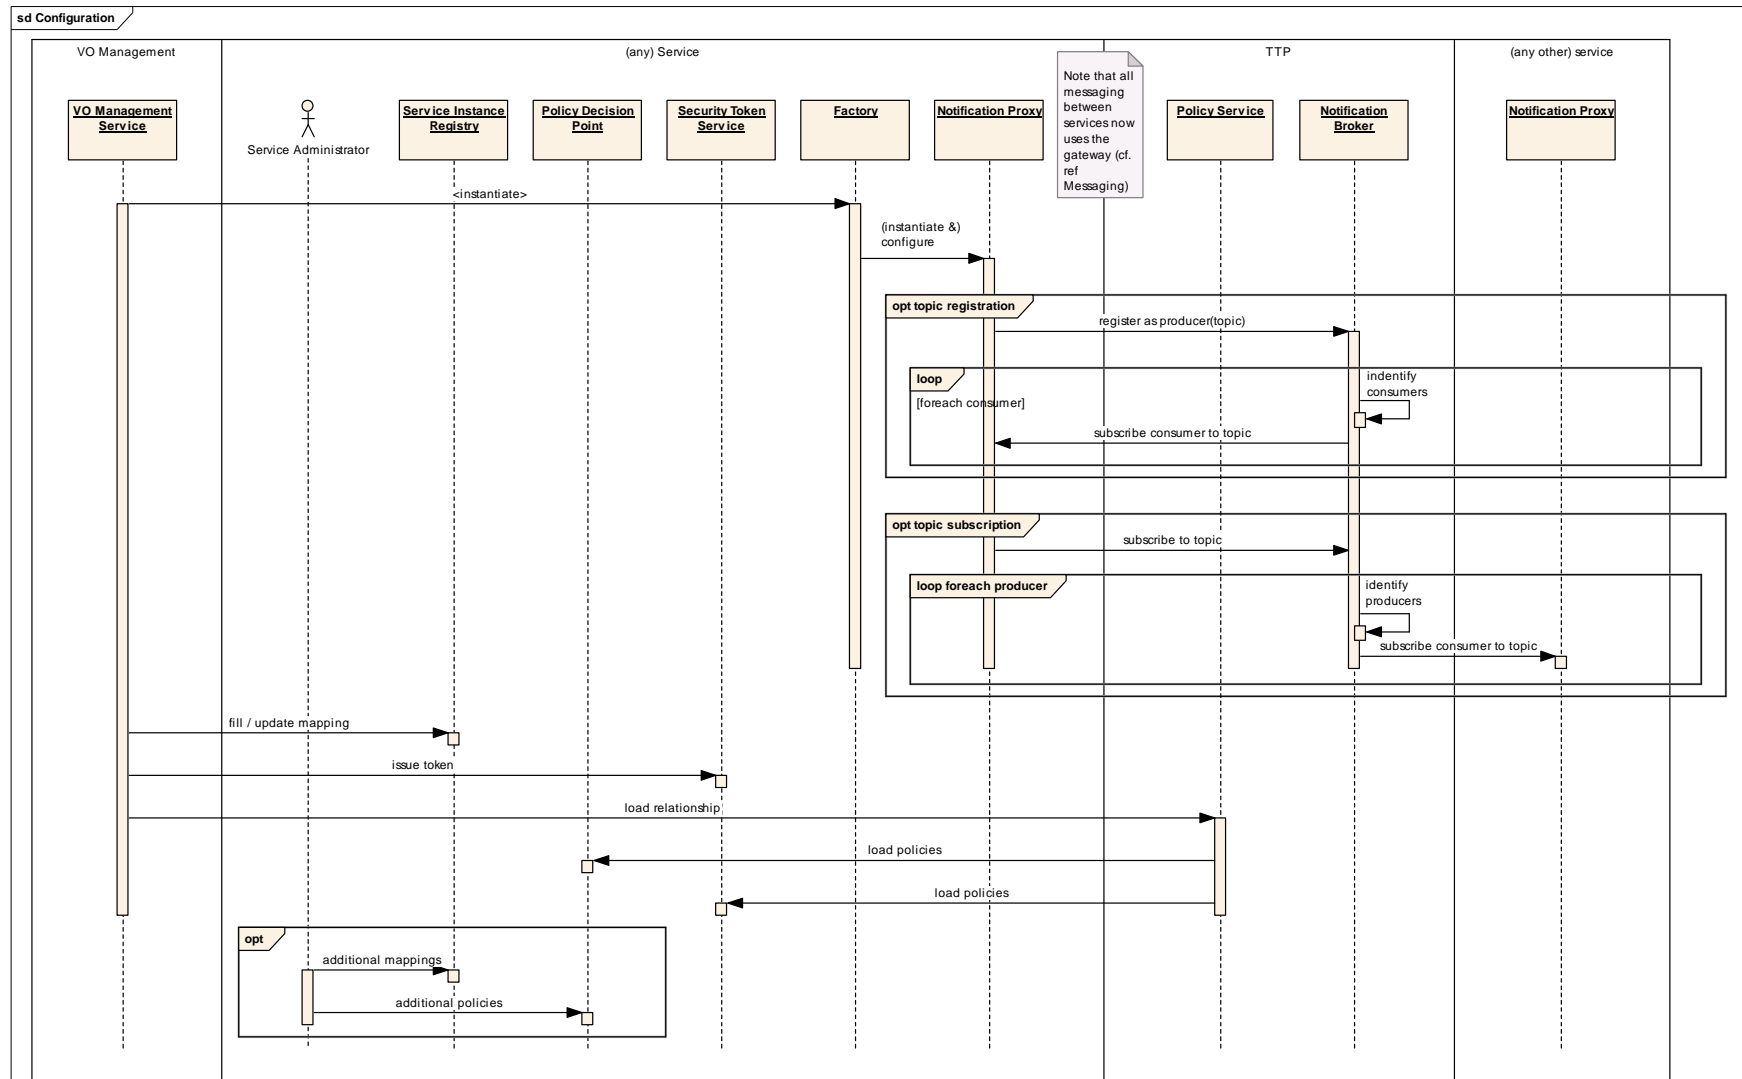 sd Configuration
VO Management
(any) Service
TTP
(any other) service
Note that all
messaging
between
services now
uses the
gateway (cf.
ref
Messaging)
VO Management
Service
Service Administrator
Service Instance
Registry
Policy Decision
Point
Security Token
Service
Factory
Notification Proxy
Policy Service
Notification
Broker
Notification Proxy
<instantiate>
(instantiate &)
configure
opt topic registration
register as producer(topic)
loop
[foreach consumer]
indentify
consumers
subscribe consumer to topic
opt topic subscription
subscribe to topic
loop foreach producer
identify
producers
subscribe consumer to topic
fill / update mapping
issue token
load relationship
load policies
load policies
opt
additional mappings
additional policies